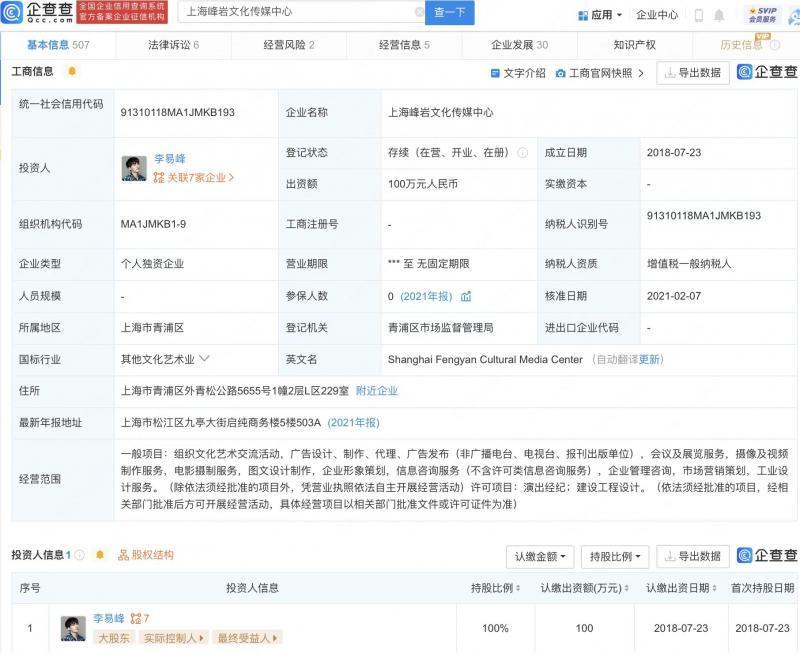 企查查
Qcc.com
全国企业信用查询系统
官方备案企业征信机构
上海峰岩文化传媒中心
查一下
应用
企业中心
SVIP
会员服务
基本信息 507
法律诉讼 6
经营风险 2
经营信息 5
企业发展 30
知识产权
历史信息
VIP
工商信息
文字介绍
工商官网快照
导出数据
企查查
统一社会信用代码
91310118MA1JMKB193
企业名称
上海峰岩文化传媒中心
投资人
李易峰
关联7家企业
登记状态
存续（在营、开业、在册）
成立日期
2018-07-23
出资额
100万元人民币
实缴资本
-
组织机构代码
MA1JMKB1-9
工商注册号
-
纳税人识别号
91310118MA1JMKB193
企业类型
个人独资企业
营业期限
*** 至 无固定期限
纳税人资质
增值税一般纳税人
人员规模
-
参保人数
0 (2021年报)
核准日期
2021-02-07
所属地区
上海市青浦区
登记机关
青浦区市场监督管理局
进出口企业代码
-
国标行业
其他文化艺术业
英文名
Shanghai Fengyan Cultural Media Center （自动翻译更新）
住所
上海市青浦区外青松公路5655号1幢2层L区229室 附近企业
最新年报地址
上海市松江区九亭大街启纯商务楼5楼503A (2021年报)
经营范围
一般项目：组织文化艺术交流活动，广告设计、制作、代理、广告发布（非广播电台、电视台、报刊出版单位），会议及展览服务，摄像及视频
制作服务，电影摄制服务，图文设计制作，企业形象策划，信息咨询服务（不含许可类信息咨询服务），企业管理咨询，市场营销策划，工业设
计服务。（除依法须经批准的项目外，凭营业执照依法自主开展经营活动）许可项目：演出经纪；建设工程设计。（依法须经批准的项目，经相
关部门批准后方可开展经营活动，具体经营项目以相关部门批准文件或许可证件为准）
投资人信息1
股权结构
认缴金额
持股比例
导出数据
企查查
序号
投资人信息
持股比例
认缴出资额(万元)
认缴出资日期
首次持股日期
1
李易峰 7
大股东
实际控制人
最终受益人
100%
100
2018-07-23
2018-07-23